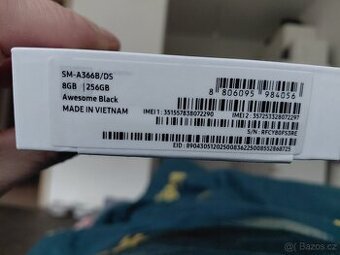 SM-A366B/DS
8GB | 256GB
Awesome Black
MADE IN VIETNAM
8 806095 984056
IMEI 1: 351557838072290
IMEI 2: 357253328072297
S/N: RFCY80FS3RE
EID: 89043051202500836225008552868725
Bazoš.cz